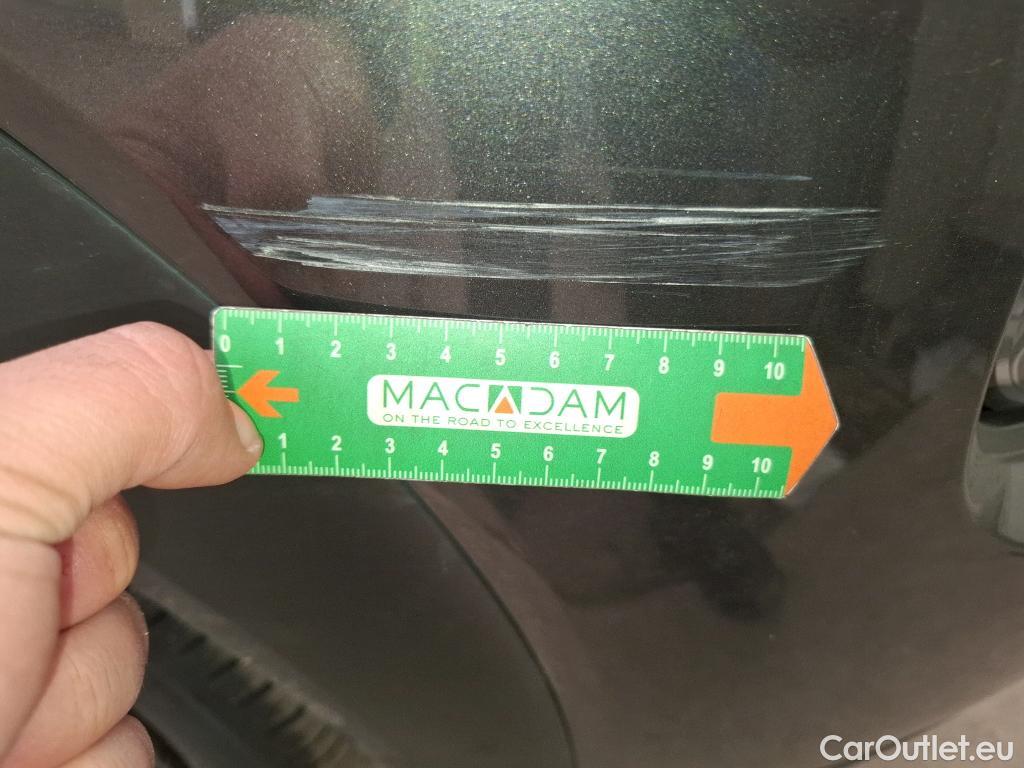 0 1 2 3 4 5 6 7 8 9 10
MACADAM
ON THE ROAD TO EXCELLENCE
1 2 3 4 5 6 7 8 9 10
CarOutlet.eu